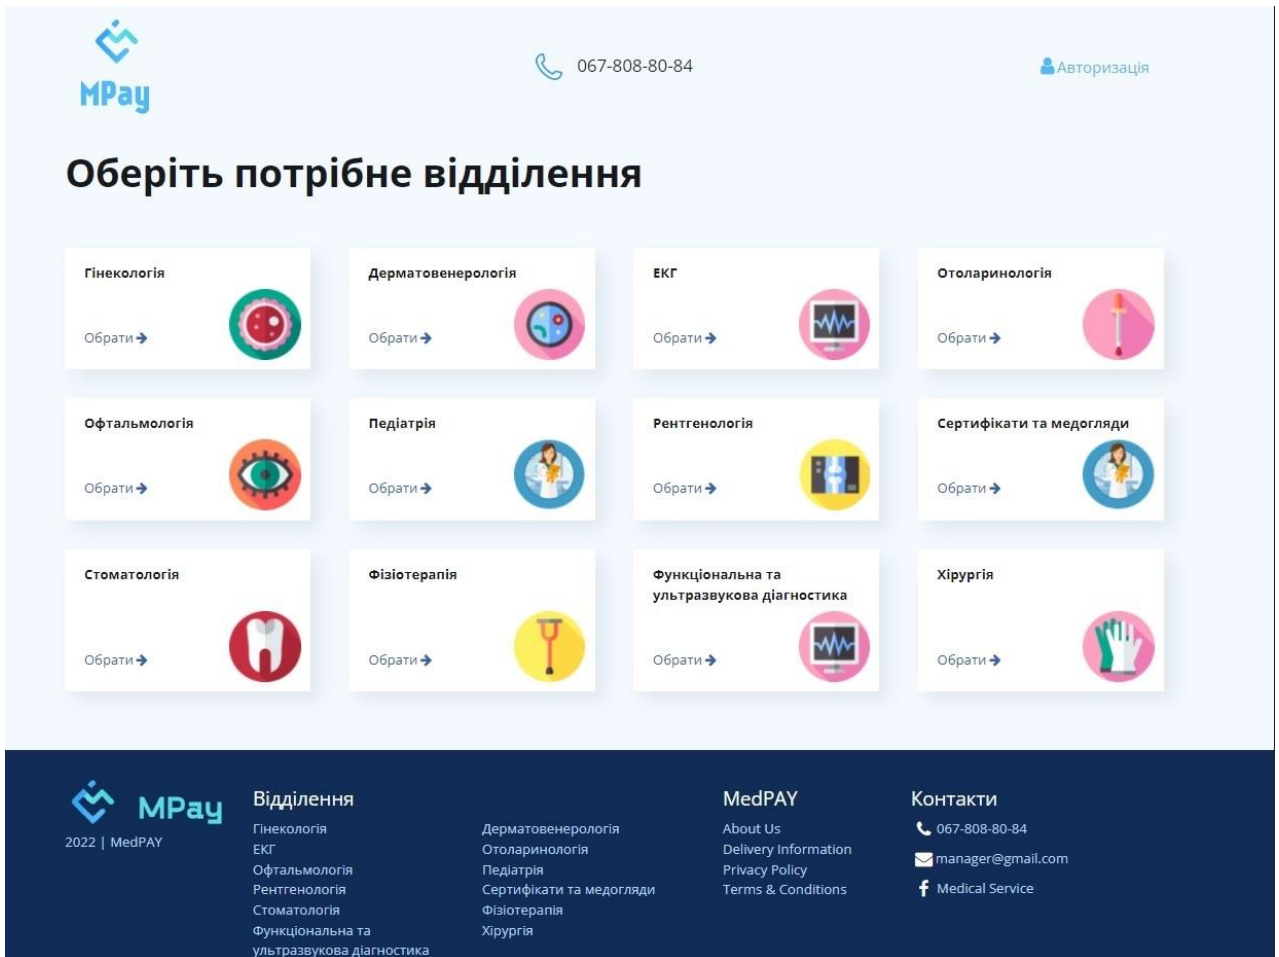 MPay
067-808-80-84
Авторизація
Оберіть потрібне відділення
Гінекологія
Обрати
Дерматовенерологія
Обрати
ЕКГ
Обрати
Отоларинологія
Обрати
Офтальмологія
Обрати
Педіатрія
Обрати
Рентгенологія
Обрати
Сертифікати та медогляди
Обрати
Стоматологія
Обрати
Фізіотерапія
Обрати
Функціональна та
ультразвукова діагностика
Обрати
Хірургія
Обрати
MPay
2022 | MedPAY
Відділення
Гінекологія
ЕКГ
Офтальмологія
Рентгенологія
Стоматологія
Функціональна та
ультразвукова діагностика
Дерматовенерологія
Отоларинологія
Педіатрія
Сертифікати та медогляди
Фізіотерапія
Хірургія
MedPAY
About Us
Delivery Information
Privacy Policy
Terms & Conditions
Контакти
067-808-80-84
manager@gmail.com
Medical Service